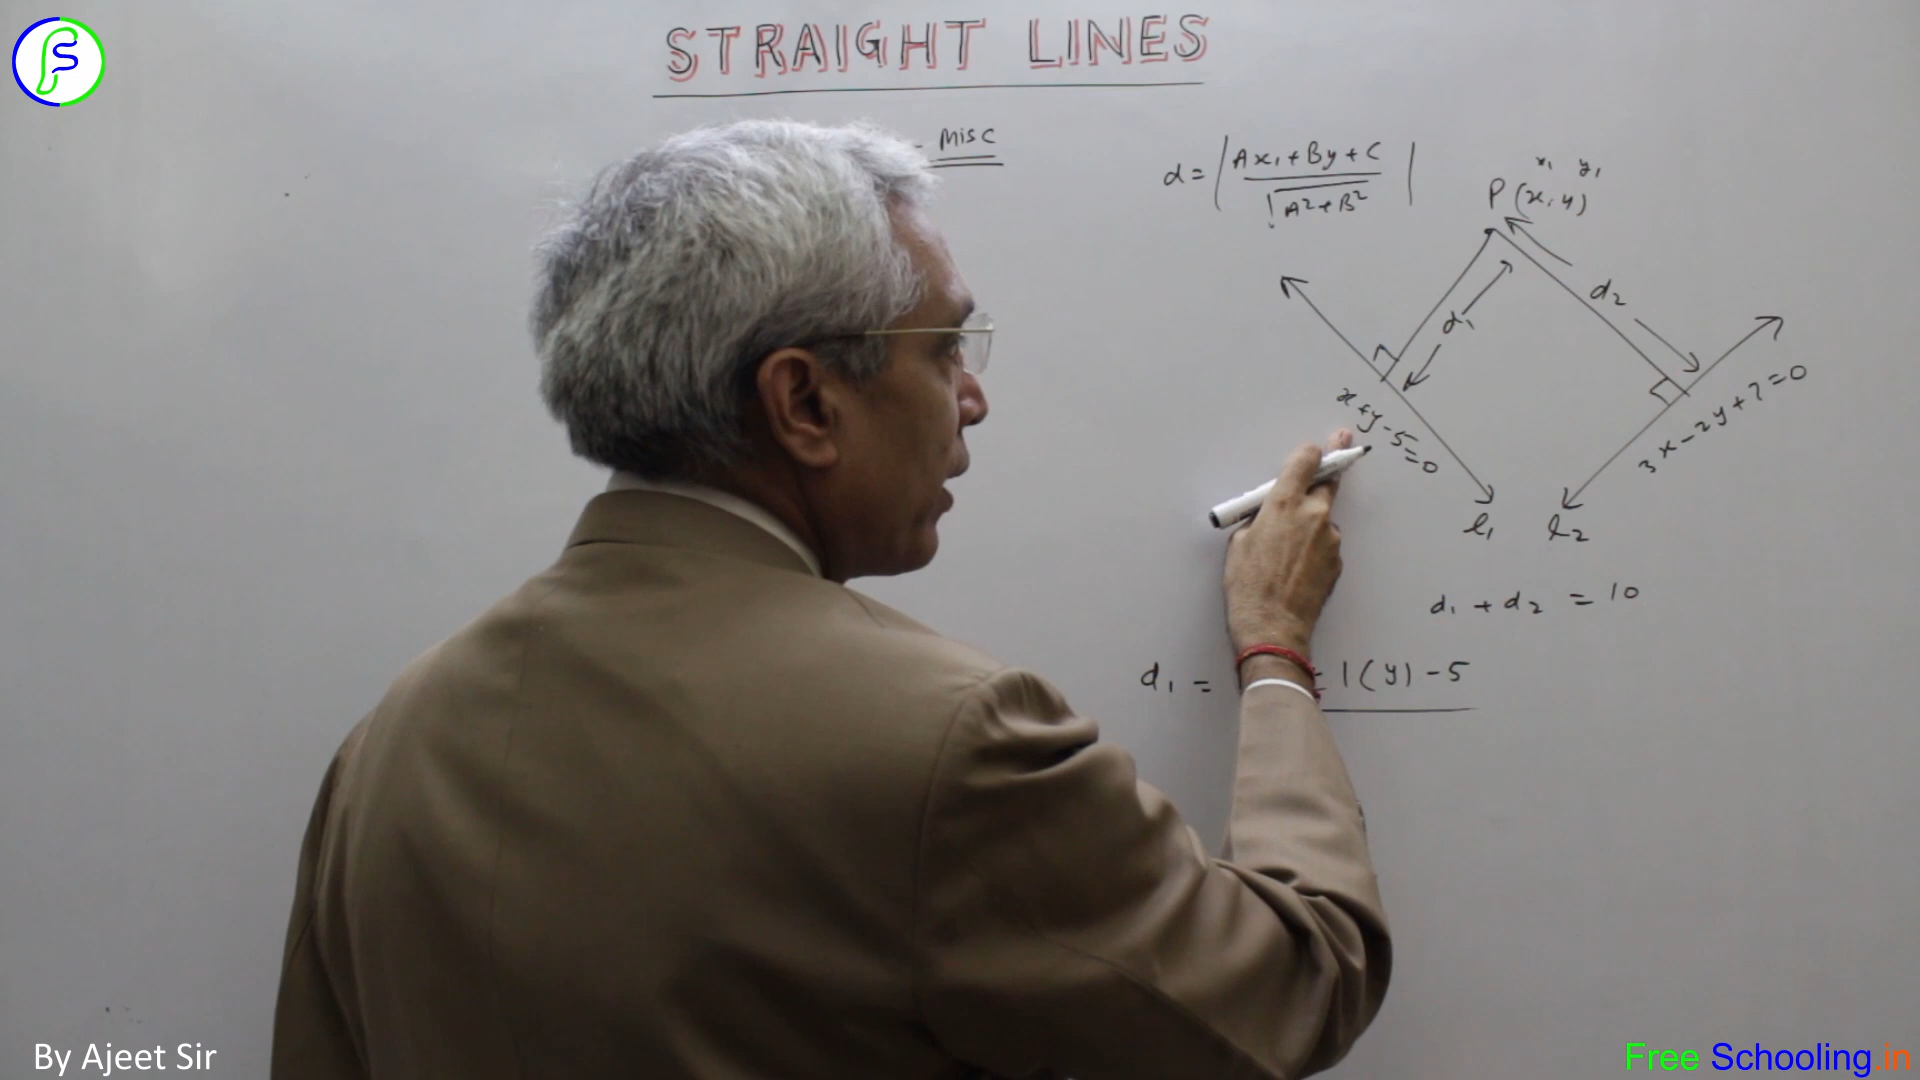 STRAIGHT LINES
- MISC
d = | Ax₁ + By + C / √A² + B² |
x₁ y₁
P (x, y)
d₁
d₂
x + y - 5 = 0
3x - 2y + 7 = 0
l₁ l₂
d₁ + d₂ = 10
d₁ = 1(y) - 5
By Ajeet Sir
Free Schooling.in